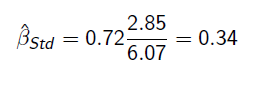 β̂_Std = 0.72 2.85/6.07 = 0.34